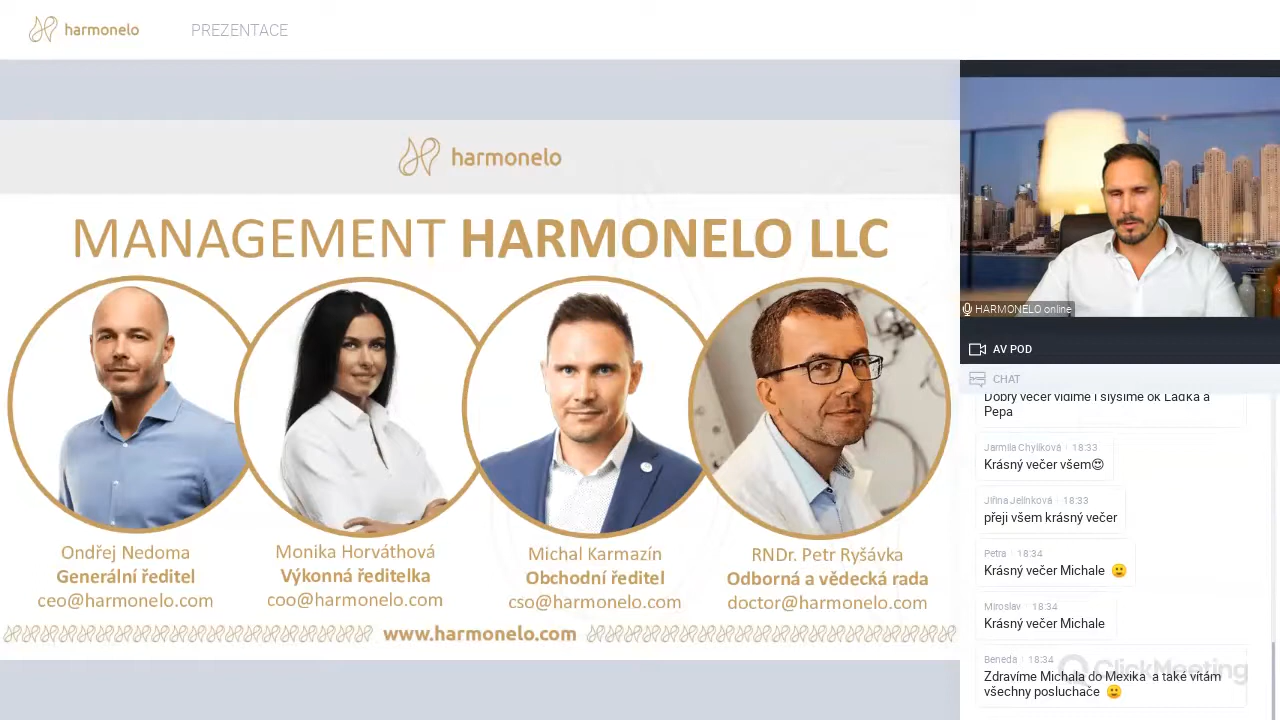 harmonelo
PREZENTACE
harmonelo
MANAGEMENT HARMONELO LLC
Ondřej Nedoma
Generální ředitel
ceo@harmonelo.com
Monika Horváthová
Výkonná ředitelka
coo@harmonelo.com
Michal Karmazín
Obchodní ředitel
cso@harmonelo.com
RNDr. Petr Ryšávka
Odborná a vědecká rada
doctor@harmonelo.com
www.harmonelo.com
HARMONELO online
AV POD
CHAT
Dobrý večer vidíme i slyšíme ok Laďka a
Pepa
Jarmila Chylíková 18:33
Krásný večer všem😍
Jiřina Jelínková 18:33
přeji všem krásný večer
Petra 18:34
Krásný večer Michale 🙂
Miroslav 18:34
Krásný večer Michale
Beneda 18:34
Zdravíme Michala do Mexika a také vítám
všechny posluchače 🙂
ClickMeeting